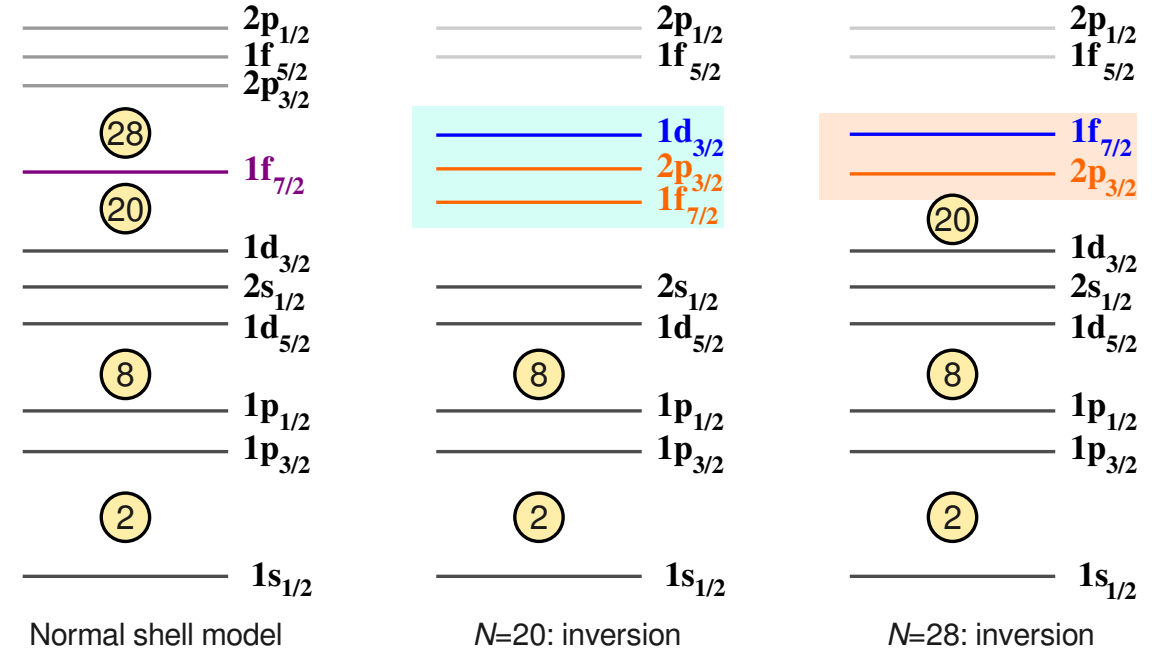 2p1/2
1f5/2
2p3/2
28
1f7/2
20
1d3/2
2s1/2
1d5/2
8
1p1/2
1p3/2
2
1s1/2
Normal shell model
2p1/2
1f5/2
1d3/2
2p3/2
1f7/2
2s1/2
1d5/2
8
1p1/2
1p3/2
2
1s1/2
N=20: inversion
2p1/2
1f5/2
1f7/2
2p3/2
20
1d3/2
2s1/2
1d5/2
8
1p1/2
1p3/2
2
1s1/2
N=28: inversion